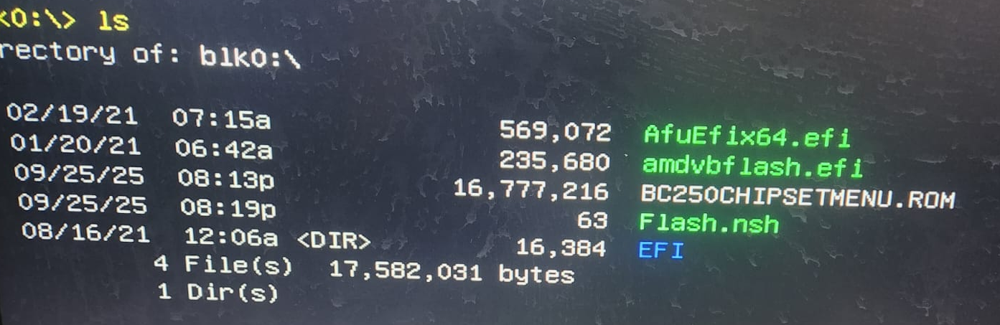 <0:\> ls
rectory of: blk0:\
02/19/21 07:15a 569,072 AfuEfix64.efi
01/20/21 06:42a 235,680 amdvbflash.efi
09/25/25 08:13p 16,777,216 BC250CHIPSETMENU.ROM
09/25/25 08:19p 63 Flash.nsh
08/16/21 12:06a <DIR> 16,384 EFI
4 File(s) 17,582,031 bytes
1 Dir(s)